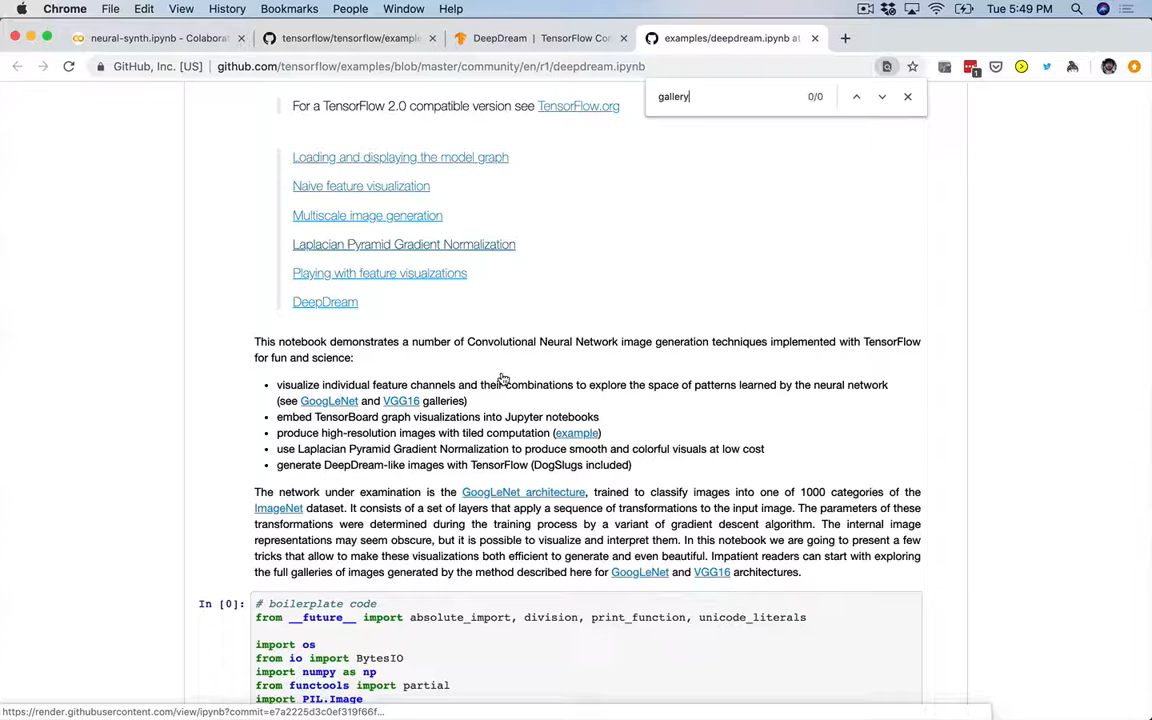 Chrome File Edit View History Bookmarks People Window Help Tue 5:49 PM
neural-synth.ipynb - Colaborat tensorflow/tensorflow/example DeepDream | TensorFlow Cor examples/deepdream.ipynb at
GitHub, Inc. [US] github.com/tensorflow/examples/blob/master/community/en/r1/deepdream.ipynb
1
gallery 0/0
For a TensorFlow 2.0 compatible version see TensorFlow.org
Loading and displaying the model graph
Naive feature visualization
Multiscale image generation
Laplacian Pyramid Gradient Normalization
Playing with feature visualzations
DeepDream
This notebook demonstrates a number of Convolutional Neural Network image generation techniques implemented with TensorFlow
for fun and science:
• visualize individual feature channels and their combinations to explore the space of patterns learned by the neural network
(see GoogLeNet and VGG16 galleries)
• embed TensorBoard graph visualizations into Jupyter notebooks
• produce high-resolution images with tiled computation (example)
• use Laplacian Pyramid Gradient Normalization to produce smooth and colorful visuals at low cost
• generate DeepDream-like images with TensorFlow (DogSlugs included)
The network under examination is the GoogLeNet architecture, trained to classify images into one of 1000 categories of the
ImageNet dataset. It consists of a set of layers that apply a sequence of transformations to the input image. The parameters of these
transformations were determined during the training process by a variant of gradient descent algorithm. The internal image
representations may seem obscure, but it is possible to visualize and interpret them. In this notebook we are going to present a few
tricks that allow to make these visualizations both efficient to generate and even beautiful. Impatient readers can start with exploring
the full galleries of images generated by the method described here for GoogLeNet and VGG16 architectures.
In [0]: # boilerplate code
from __future__ import absolute_import, division, print_function, unicode_literals
import os
from io import BytesIO
import numpy as np
from functools import partial
import PIL.Image
https://render.githubusercontent.com/view/ipynb?commit=e7a2225d3c0ef319f66f...